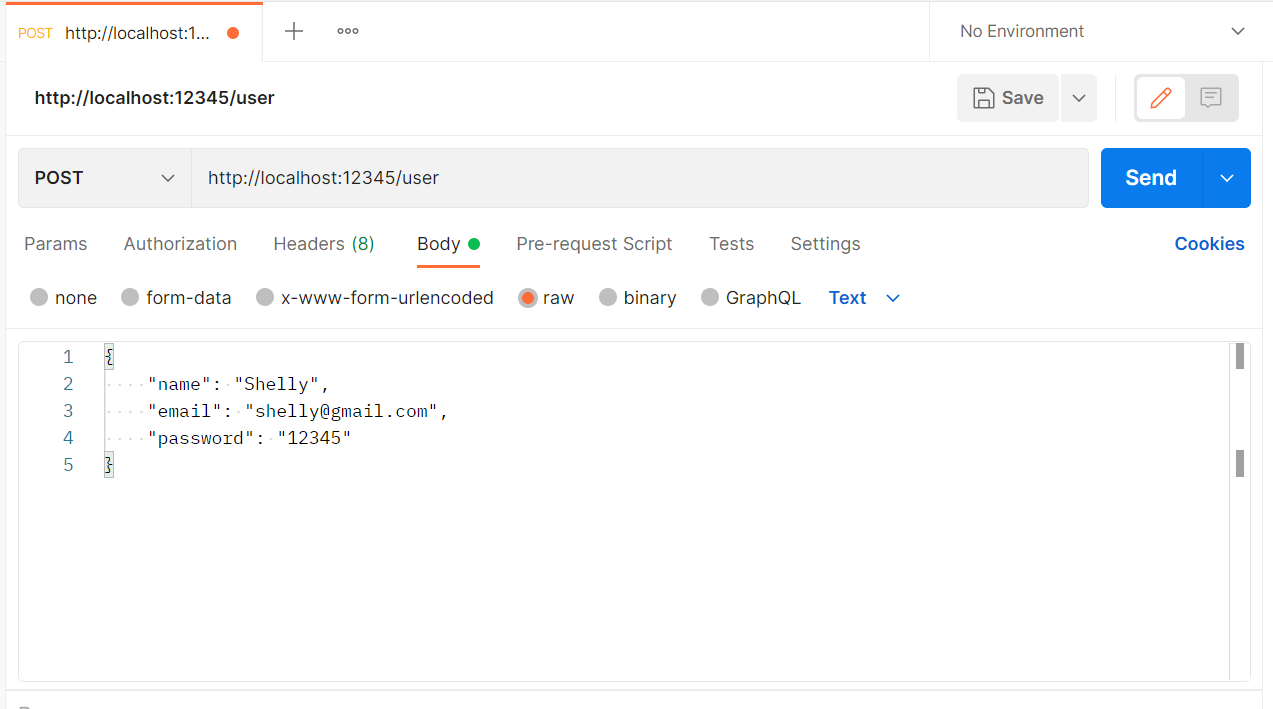 POST http://localhost:1... No Environment
http://localhost:12345/user Save
POST http://localhost:12345/user Send
Params Authorization Headers (8) Body Pre-request Script Tests Settings Cookies
none form-data x-www-form-urlencoded raw binary GraphQL Text
1 {
2 "name": "Shelly",
3 "email": "shelly@gmail.com",
4 "password": "12345"
5 }